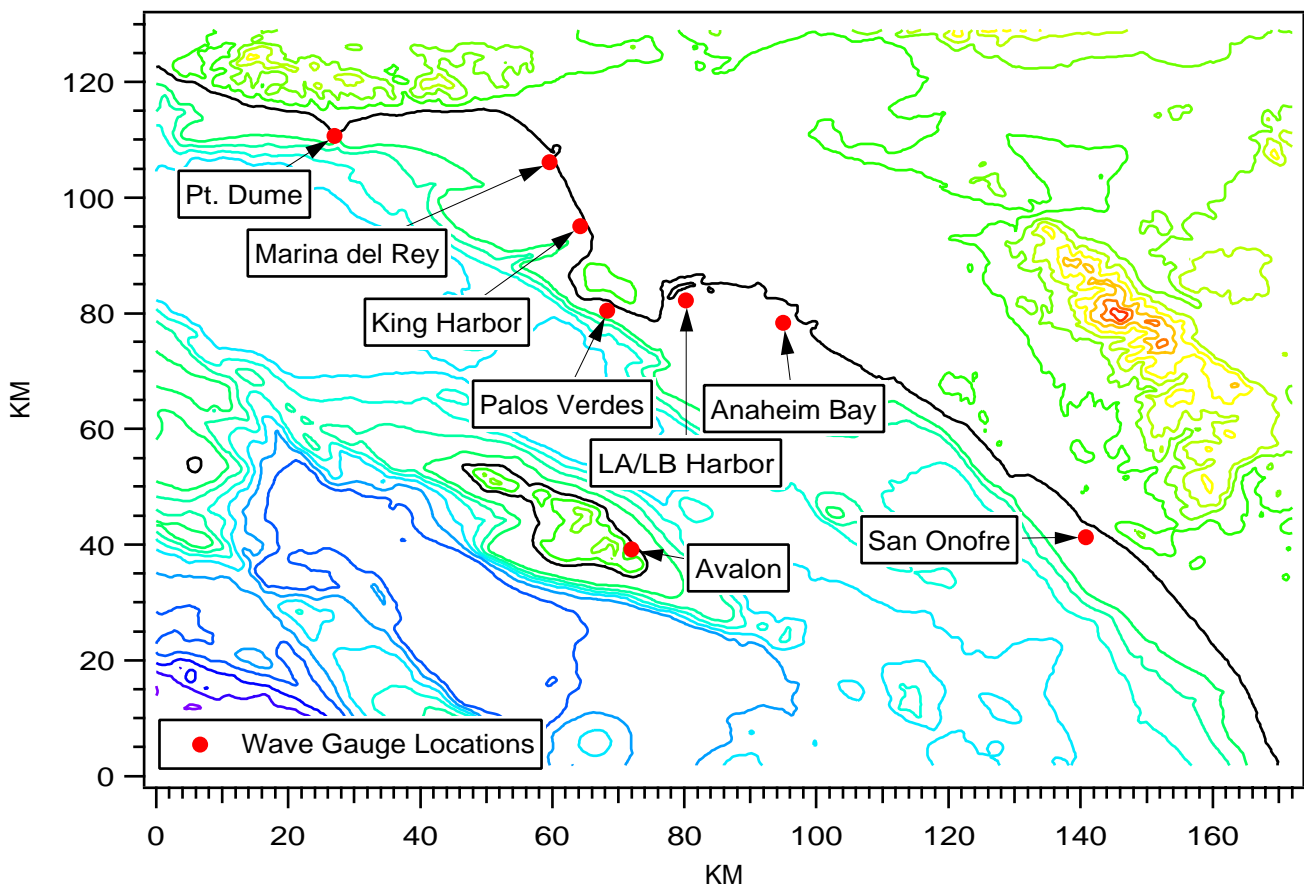 120
100
80
60
40
20
0
KM
Pt. Dume
Marina del Rey
King Harbor
Palos Verdes
Anaheim Bay
LA/LB Harbor
San Onofre
Avalon
Wave Gauge Locations
0 20 40 60 80 100 120 140 160
KM